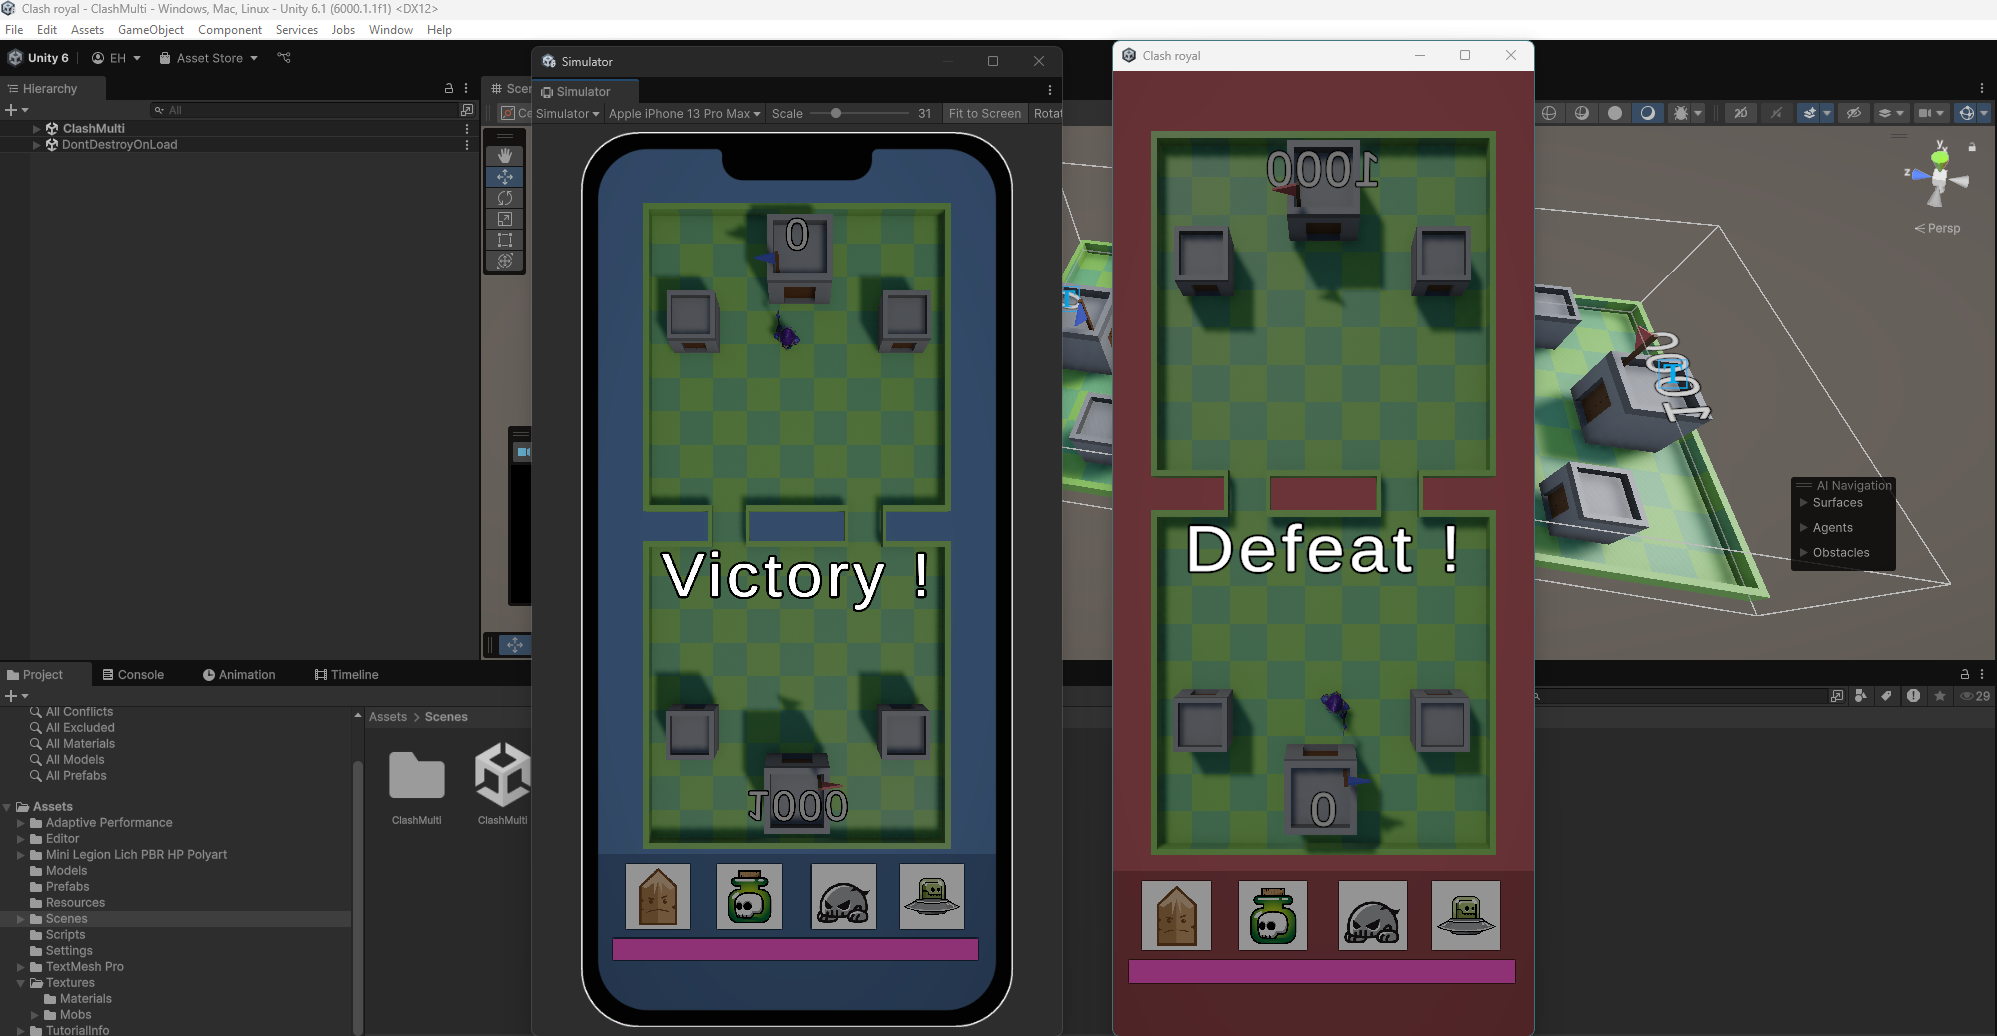 Clash royal - ClashMulti - Windows, Mac, Linux - Unity 6.1 (6000.1.1f1) <DX12>
File Edit Assets GameObject Component Services Jobs Window Help
Unity 6 EH Asset Store
Hierarchy
All
ClashMulti
DontDestroyOnLoad
Scen
Ce
Simulator
Simulator
Simulator Apple iPhone 13 Pro Max Scale 31 Fit to Screen Rotat
0
Victory !
1000
Clash royal
1000
Defeat !
0
2D
y
z
Persp
1000
AI Navigation
Surfaces
Agents
Obstacles
Project Console Animation Timeline
29
All Conflicts
All Excluded
All Materials
All Models
All Prefabs
Assets
Adaptive Performance
Editor
Mini Legion Lich PBR HP Polyart
Models
Prefabs
Resources
Scenes
Scripts
Settings
TextMesh Pro
Textures
Materials
Mobs
TutorialInfo
Assets > Scenes
ClashMulti
ClashMulti